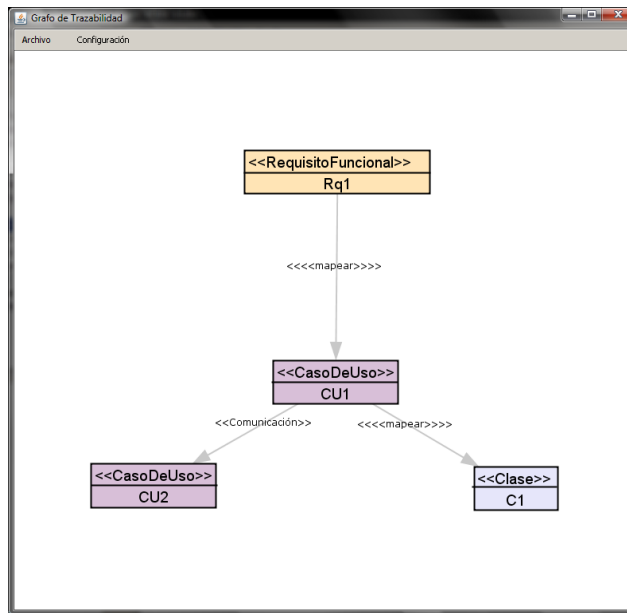 Grafo de Trazabilidad
Archivo Configuración
<<RequisitoFuncional>>
Rq1
<<<<mapear>>>>
<<CasoDeUso>>
CU1
<<Comunicación>> <<<<mapear>>>>
<<CasoDeUso>> <<Clase>>
CU2 C1